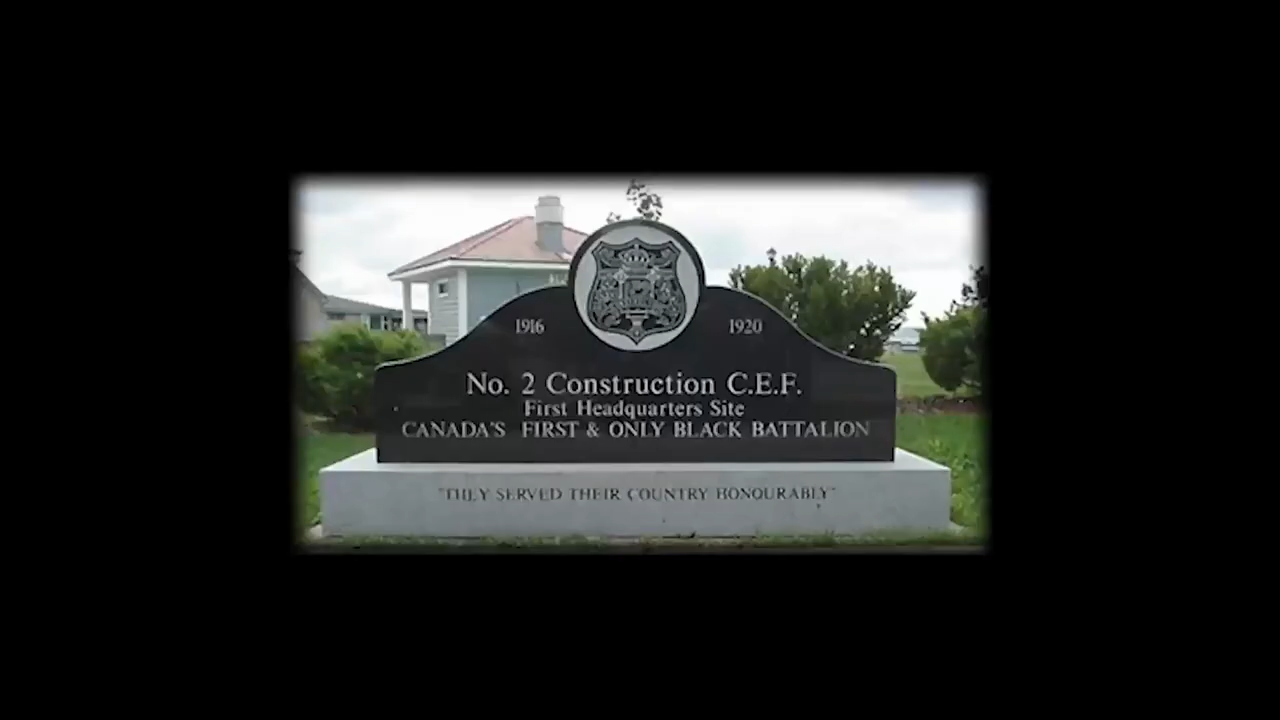 1916 1920
No. 2 Construction C.E.F.
First Headquarters Site
CANADA'S FIRST & ONLY BLACK BATTALION
"THEY SERVED THEIR COUNTRY HONOURABLY"